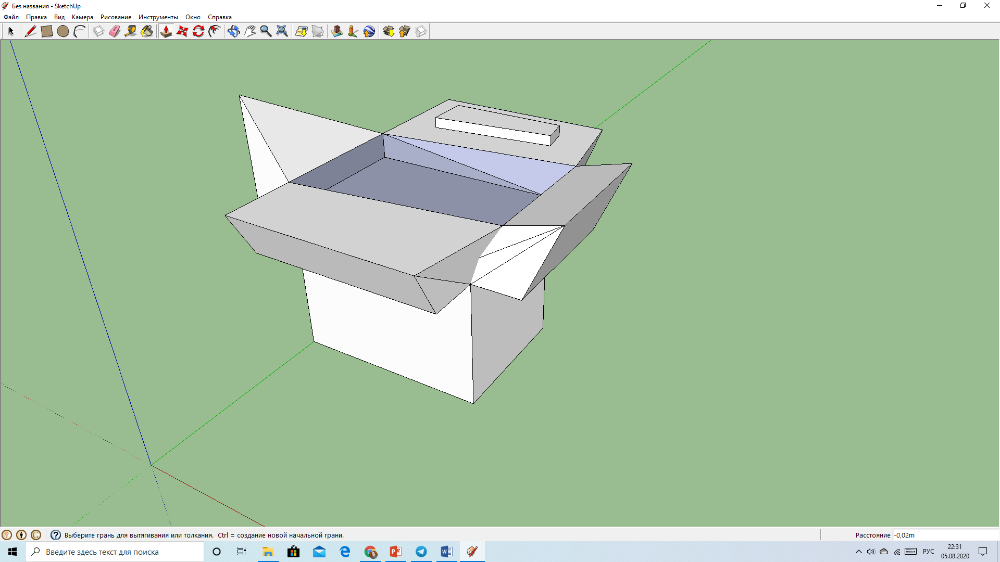 Без названия - SketchUp
Файл Правка Вид Камера Рисование Инструменты Окно Справка
Выберите грань для вытягивания или толкания. Ctrl = создание новой начальной грани.
Расстояние -0,02m
Введите здесь текст для поиска
РУС
22:31
05.08.2020